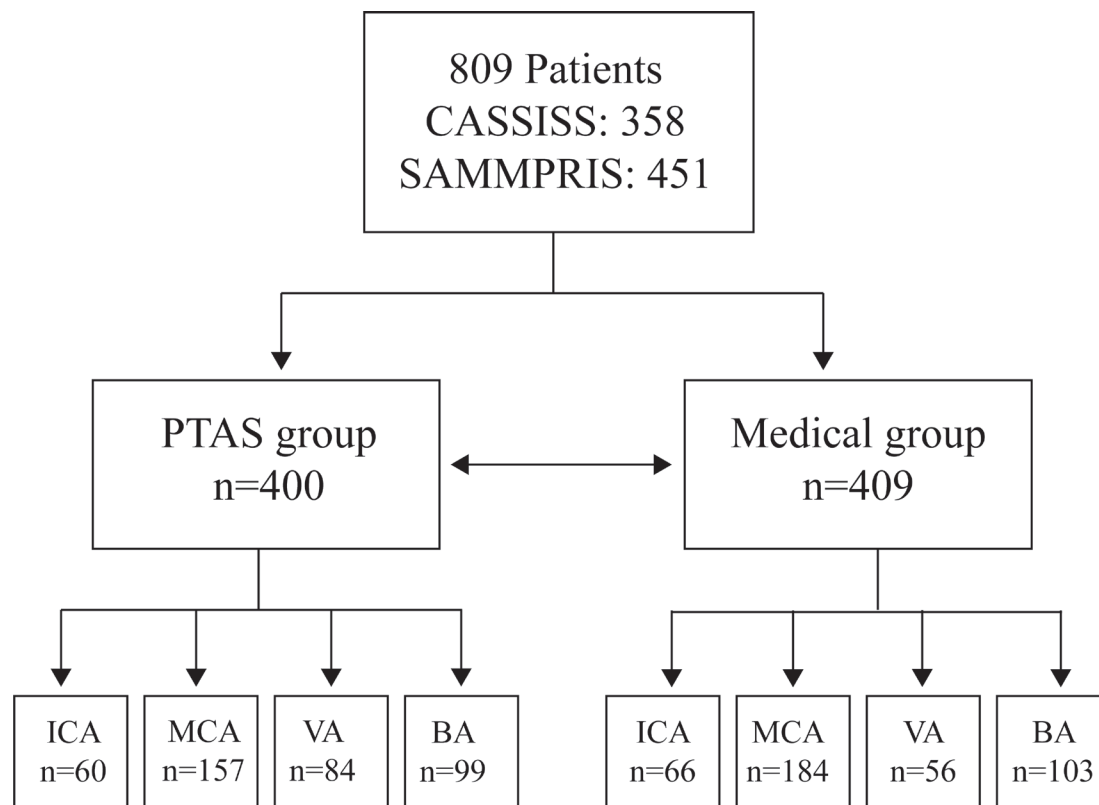 809 Patients
CASSISS: 358
SAMMPRIS: 451
PTAS group
n=400
Medical group
n=409
ICA
n=60
MCA
n=157
VA
n=84
BA
n=99
ICA
n=66
MCA
n=184
VA
n=56
BA
n=103